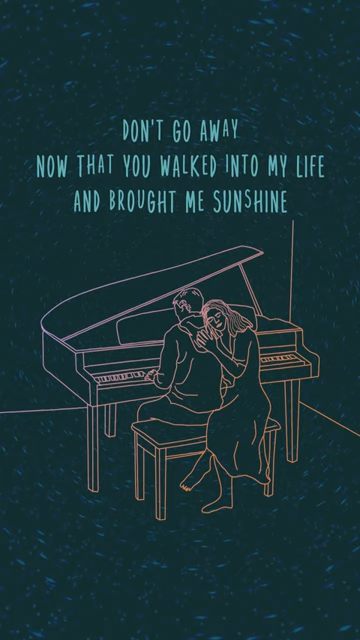 DON'T GO AWAY
NOW THAT YOU WALKED INTO MY LIFE
AND BROUGHT ME SUNSHINE